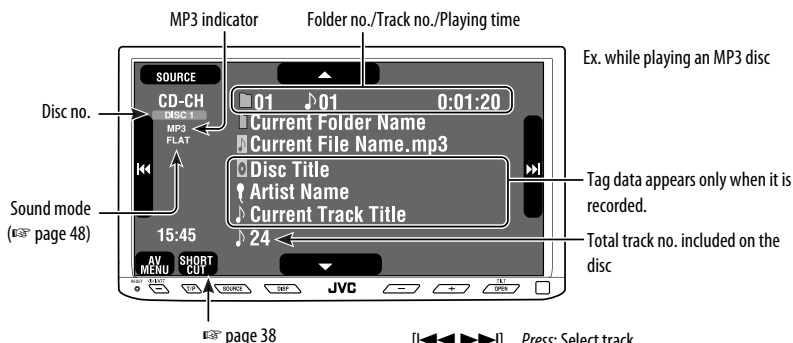 MP3 indicator
Folder no./Track no./Playing time
Ex. while playing an MP3 disc
SOURCE
CD-CH
DISC 1
MP3
FLAT
01 01 0:01:20
Current Folder Name
Current File Name.mp3
Disc Title
Artist Name
Current Track Title
24
15:45
AV MENU
SHORT CUT
Disc no.
Sound mode
(☞ page 48)
Tag data appears only when it is
recorded.
Total track no. included on the
disc
RESET
T/P
SOURCE
DISP
JVC
TILT
OPEN
☞ page 38
[⏮ ⏭] Press: Select track